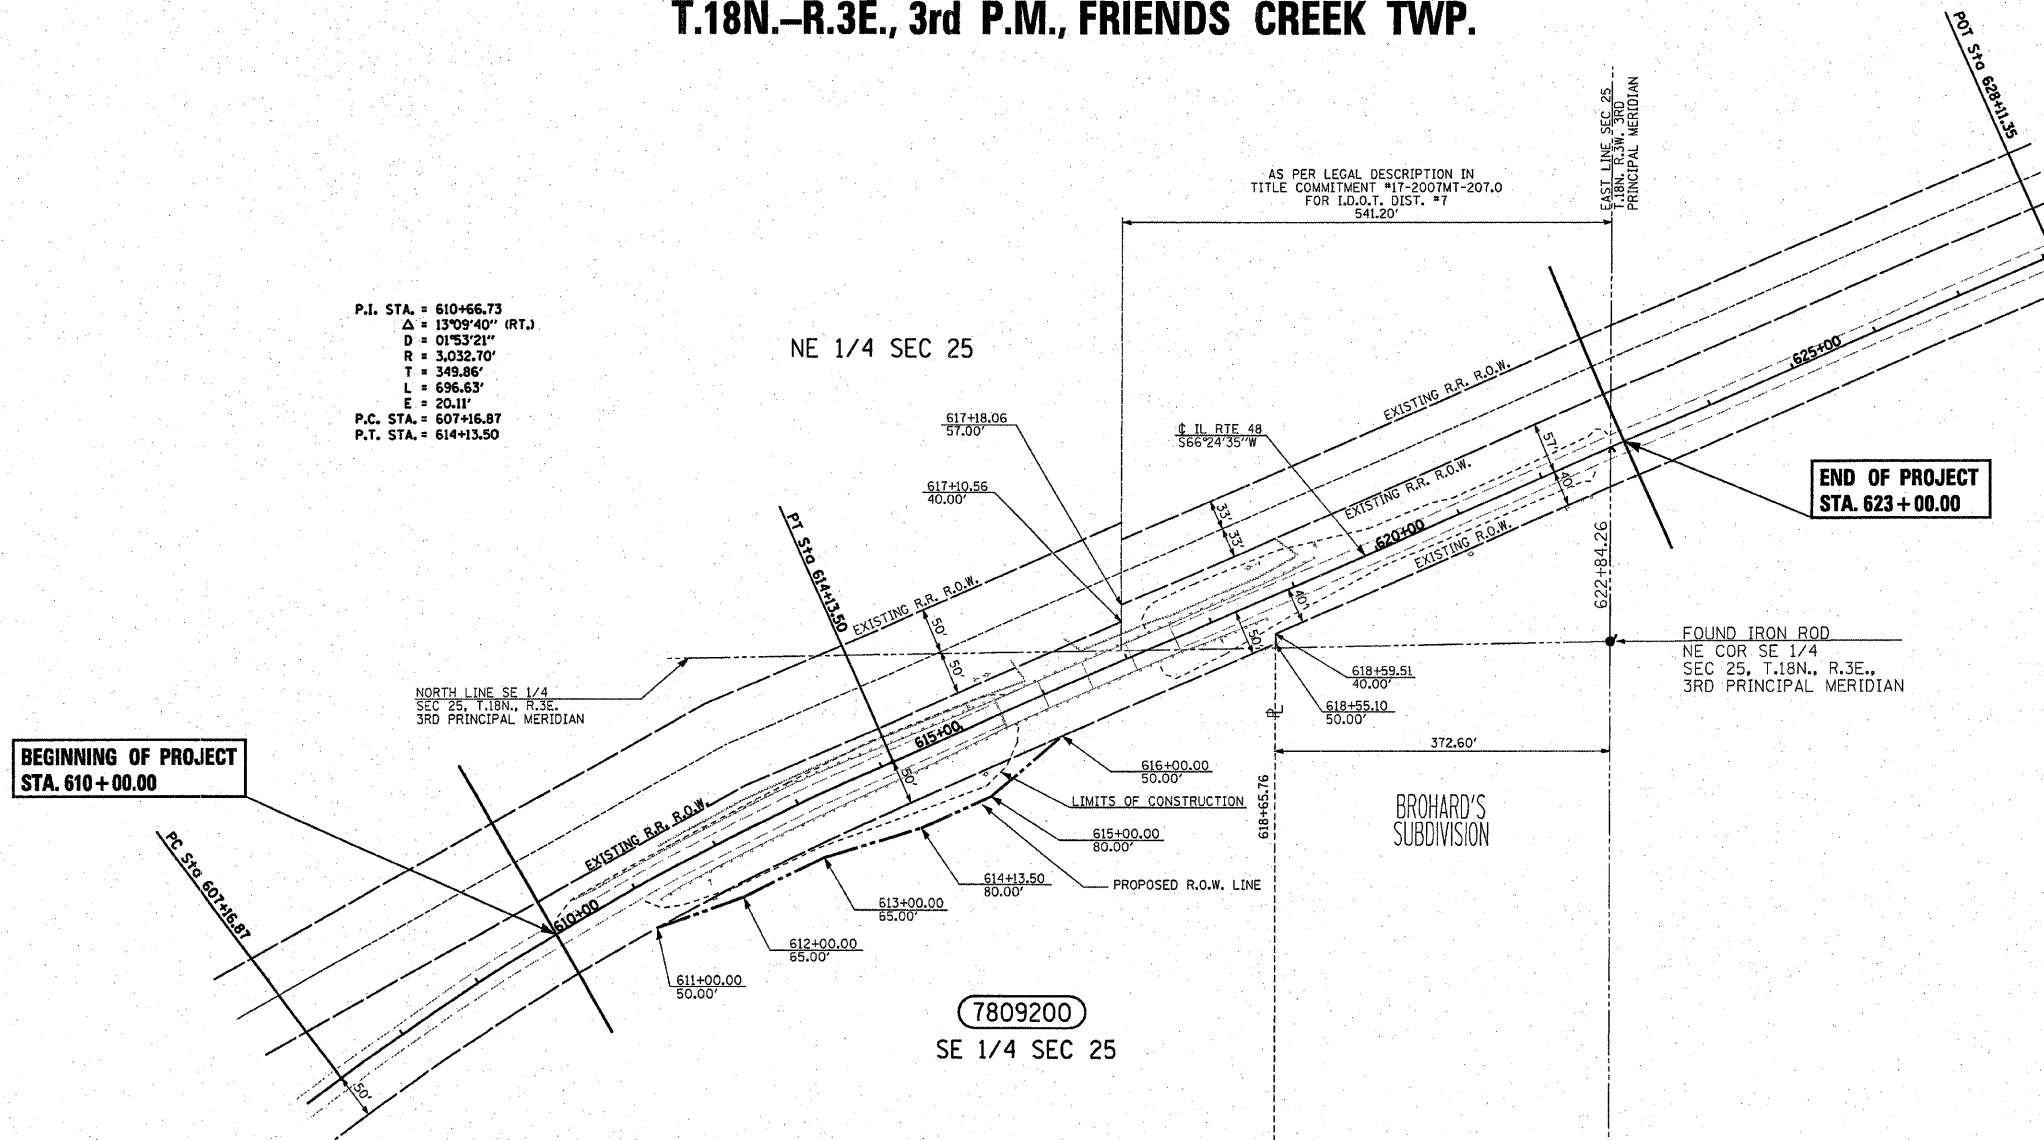 T.18N.–R.3E., 3rd P.M., FRIENDS CREEK TWP.
POT Sta 628+11.35
EAST LINE SEC 25
T.18N. R.3W. 3RD
PRINCIPAL MERIDIAN
AS PER LEGAL DESCRIPTION IN
TITLE COMMITMENT #17-2007MT-207.0
FOR I.D.O.T. DIST. #7
541.20'
P.I. STA. = 610+66.73
Δ = 13°09'40" (RT.)
D = 01°53'21"
R = 3,032.70'
T = 349.86'
L = 696.63'
E = 20.11'
P.C. STA. = 607+16.87
P.T. STA. = 614+13.50
NE 1/4 SEC 25
625+00
EXISTING R.R. R.O.W.
617+18.06
57.00'
℄ IL RTE 48
S66°24'35"W
57'
40'
END OF PROJECT
STA. 623+00.00
617+10.56
40.00'
EXISTING R.R. R.O.W.
33'
33'
620+00
EXISTING R.O.W.
622+84.26
PT Sta 614+13.50
EXISTING R.R. R.O.W.
50'
50'
40'
50'
FOUND IRON ROD
NE COR SE 1/4
SEC 25, T.18N., R.3E.,
3RD PRINCIPAL MERIDIAN
618+59.51
40.00'
618+55.10
50.00'
NORTH LINE SE 1/4
SEC 25, T.18N., R.3E.
3RD PRINCIPAL MERIDIAN
PL
615+00
372.60'
BEGINNING OF PROJECT
STA. 610+00.00
616+00.00
50.00'
50'
LIMITS OF CONSTRUCTION
618+65.76
BROHARD'S
SUBDIVISION
EXISTING R.R. R.O.W.
615+00.00
80.00'
PC Sta 607+16.87
614+13.50
80.00'
PROPOSED R.O.W. LINE
610+00
613+00.00
65.00'
612+00.00
65.00'
611+00.00
50.00'
7809200
SE 1/4 SEC 25
50'